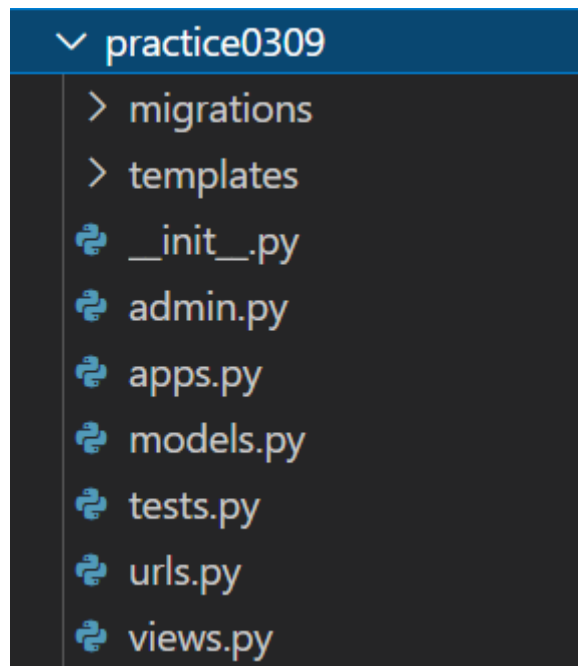 practice0309
migrations
templates
__init__.py
admin.py
apps.py
models.py
tests.py
urls.py
views.py